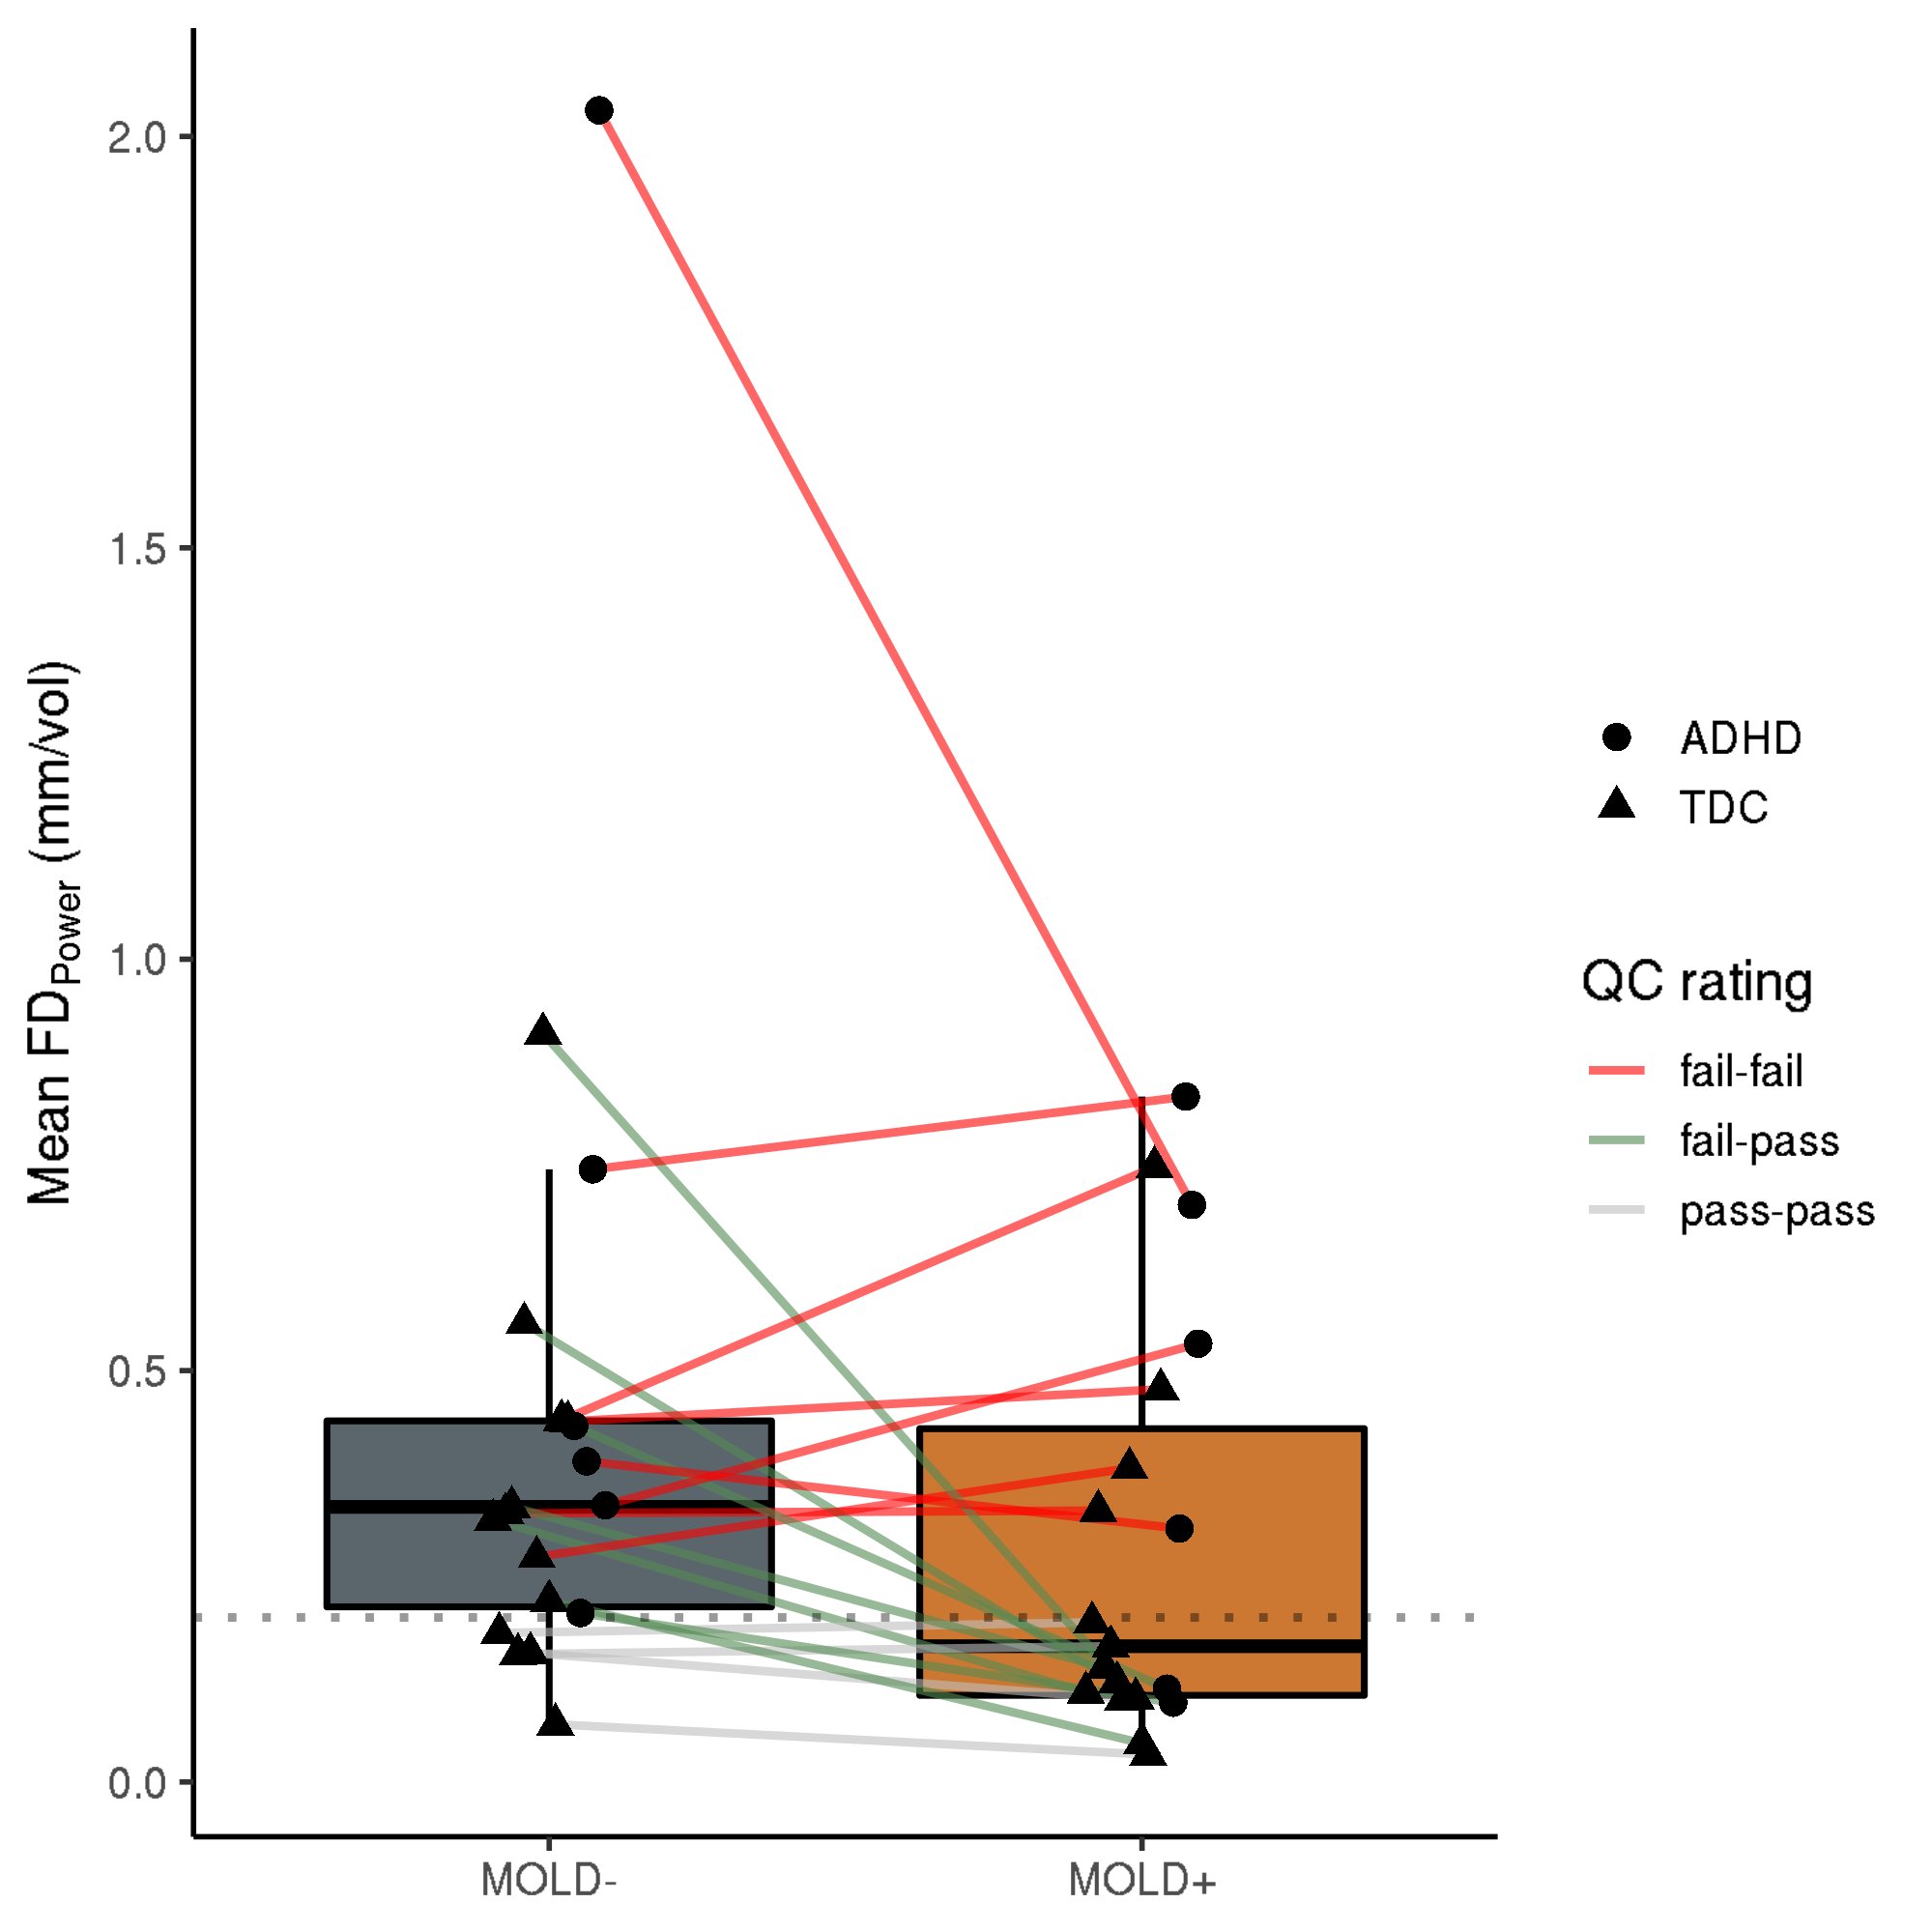 2.0
1.5
1.0
0.5
0.0
Mean FDPower (mm/vol)
MOLD-
MOLD+
ADHD
TDC
QC rating
fail-fail
fail-pass
pass-pass